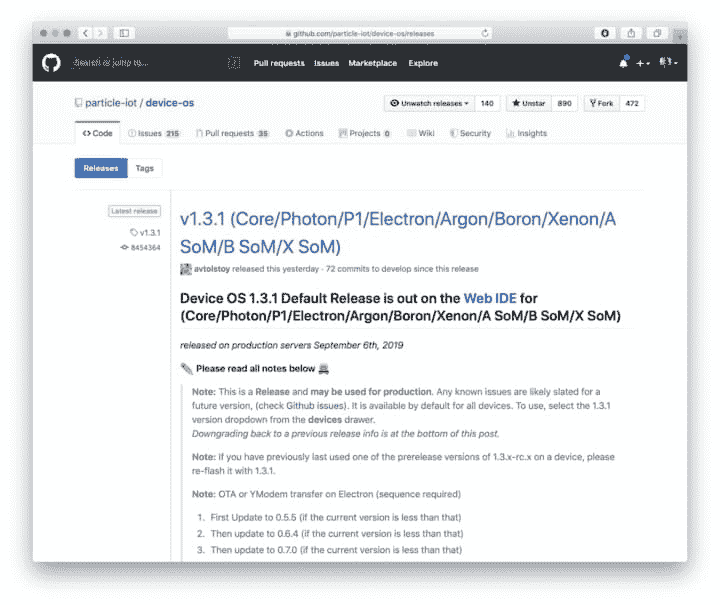 github.com/particle-iot/device-os/releases
Search or jump to...
Pull requests Issues Marketplace Explore
particle-iot / device-os
Unwatch releases 140 Unstar 890 Fork 472
Code Issues 215 Pull requests 35 Actions Projects 0 Wiki Security Insights
Releases Tags
Latest release
v1.3.1
8454364
v1.3.1 (Core/Photon/P1/Electron/Argon/Boron/Xenon/A
SoM/B SoM/X SoM)
avtolstoy released this yesterday · 72 commits to develop since this release
Device OS 1.3.1 Default Release is out on the Web IDE for
(Core/Photon/P1/Electron/Argon/Boron/Xenon/A SoM/B SoM/X SoM)
released on production servers September 6th, 2019
Please read all notes below
Note: This is a Release and may be used for production. Any known issues are likely slated for a
future version, (check Github issues). It is available by default for all devices. To use, select the 1.3.1
version dropdown from the devices drawer.
Downgrading back to a previous release info is at the bottom of this post.
Note: If you have previously last used one of the prerelease versions of 1.3.x-rc.x on a device, please
re-flash it with 1.3.1.
Note: OTA or YModem transfer on Electron (sequence required)
1. First Update to 0.5.5 (if the current version is less than that)
2. Then update to 0.6.4 (if the current version is less than that)
3. Then update to 0.7.0 (if the current version is less than that)